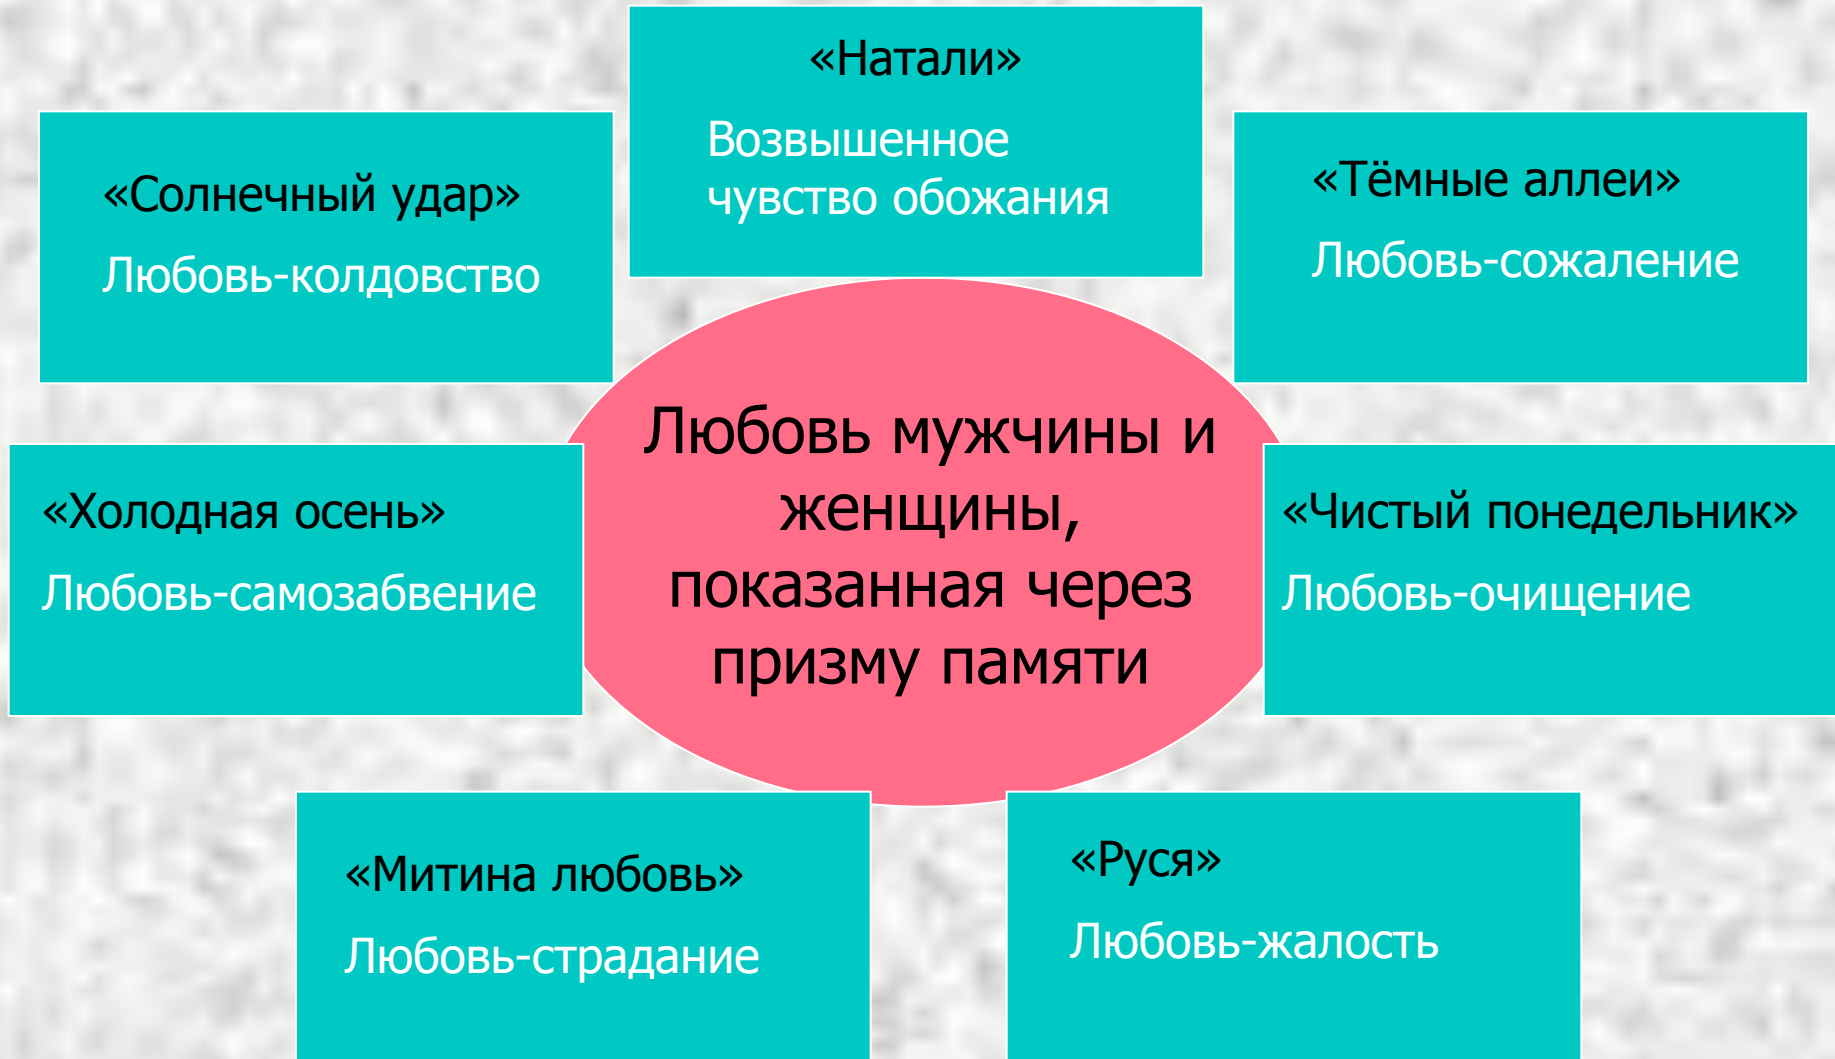 «Натали»
Возвышенное
чувство обожания
«Солнечный удар»
Любовь-колдовство
«Тёмные аллеи»
Любовь-сожаление
Любовь мужчины и
женщины,
показанная через
призму памяти
«Холодная осень»
Любовь-самозабвение
«Чистый понедельник»
Любовь-очищение
«Митина любовь»
Любовь-страдание
«Руся»
Любовь-жалость